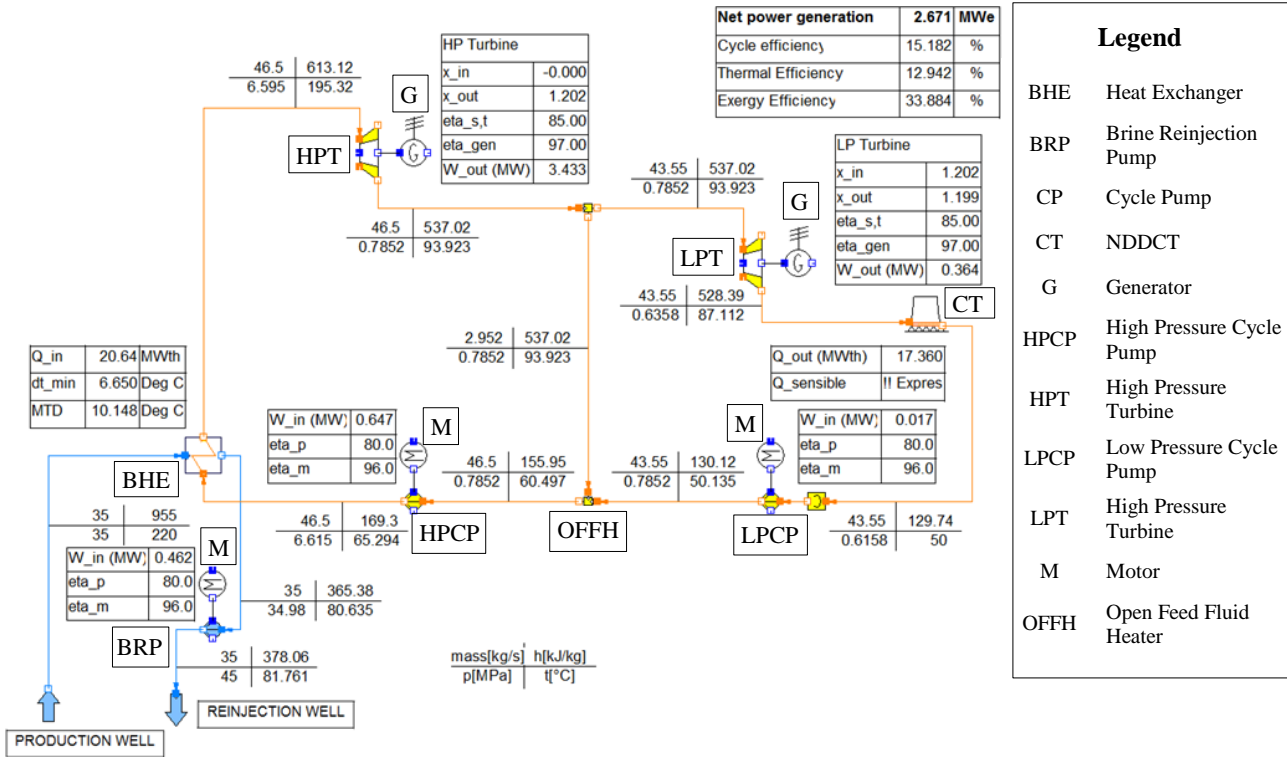 Net power generation 2.671 MWe
Cycle efficiency 15.182 %
Thermal Efficiency 12.942 %
Exergy Efficiency 33.884 %
HP Turbine
x_in -0.000
x_out 1.202
eta_s,t 85.00
eta_gen 97.00
W_out (MW) 3.433
46.5 613.12
6.595 195.32
G
G
HPT
LP Turbine
x_in 1.202
x_out 1.199
eta_s,t 85.00
eta_gen 97.00
W_out (MW) 0.364
43.55 537.02
0.7852 93.923
G
G
LPT
46.5 537.02
0.7852 93.923
43.55 528.39
0.6358 87.112
CT
2.952 537.02
0.7852 93.923
Q_in 20.64 MWth
dt_min 6.650 Deg C
MTD 10.148 Deg C
Q_out (MWth) 17.360
Q_sensible !! Expres
W_in (MW) 0.647
eta_p 80.0
eta_m 96.0
M
M
W_in (MW) 0.017
eta_p 80.0
eta_m 96.0
M
M
BHE
46.5 155.95
0.7852 60.497
43.55 130.12
0.7852 50.135
46.5 169.3
6.615 65.294
HPCP
OFFH
LPCP
43.55 129.74
0.6158 50
35 955
35 220
W_in (MW) 0.462
eta_p 80.0
eta_m 96.0
M
M
35 365.38
34.98 80.635
BRP
35 378.06
45 81.761
mass[kg/s] h[kJ/kg]
p[MPa] t[°C]
REINJECTION WELL
PRODUCTION WELL
Legend
BHE Heat Exchanger
BRP Brine Reinjection
Pump
CP Cycle Pump
CT NDDCT
G Generator
HPCP High Pressure Cycle
Pump
HPT High Pressure
Turbine
LPCP Low Pressure Cycle
Pump
LPT High Pressure
Turbine
M Motor
OFFH Open Feed Fluid
Heater